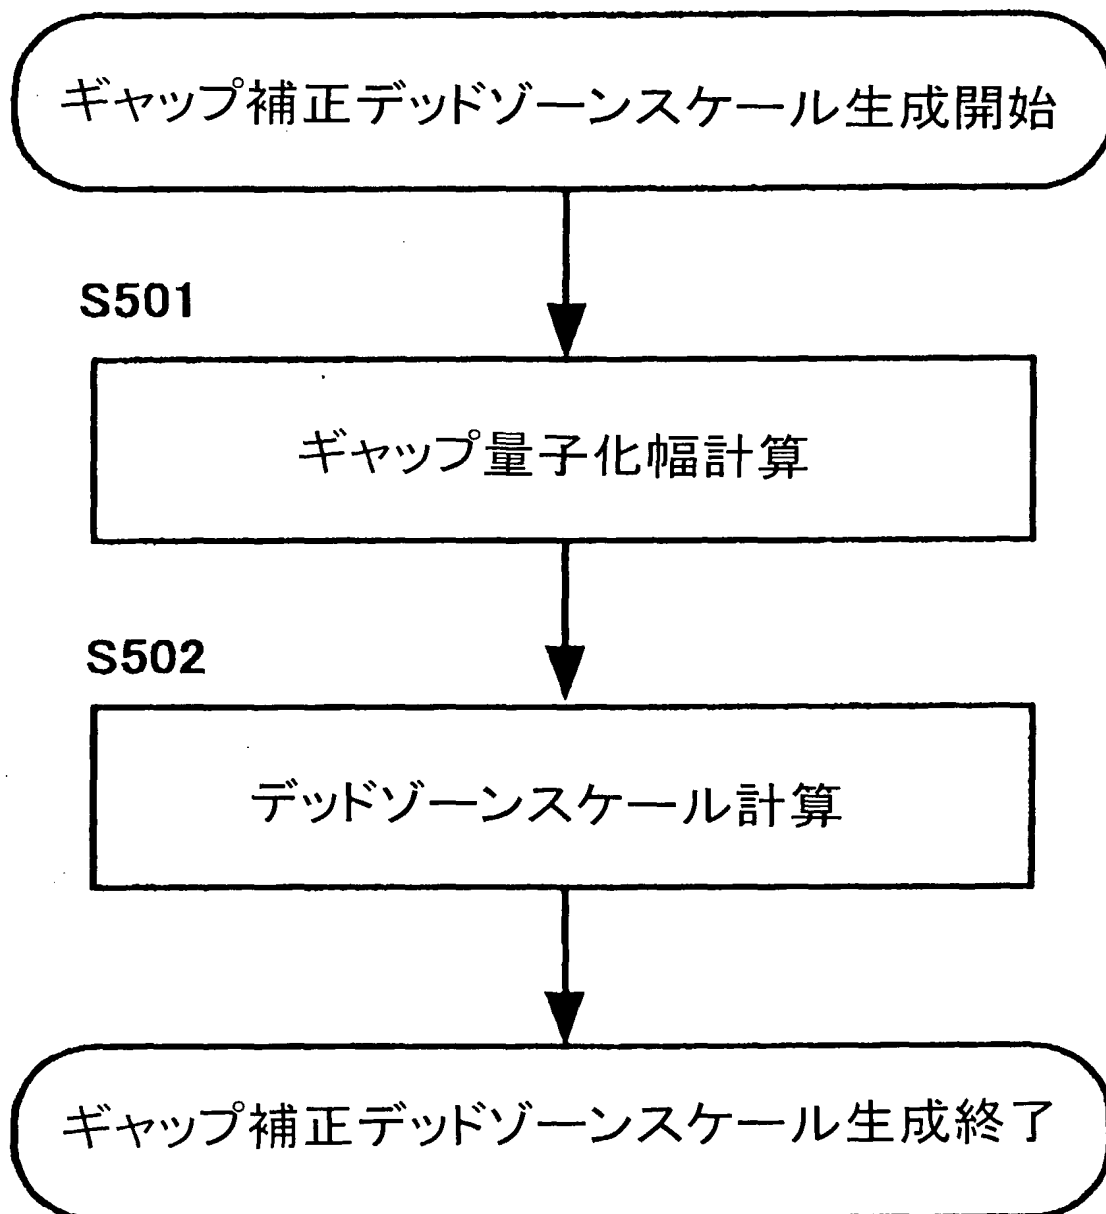 ギャップ補正デッドゾーンスケール生成開始
S501
ギャップ量子化幅計算
S502
デッドゾーンスケール計算
ギャップ補正デッドゾーンスケール生成終了